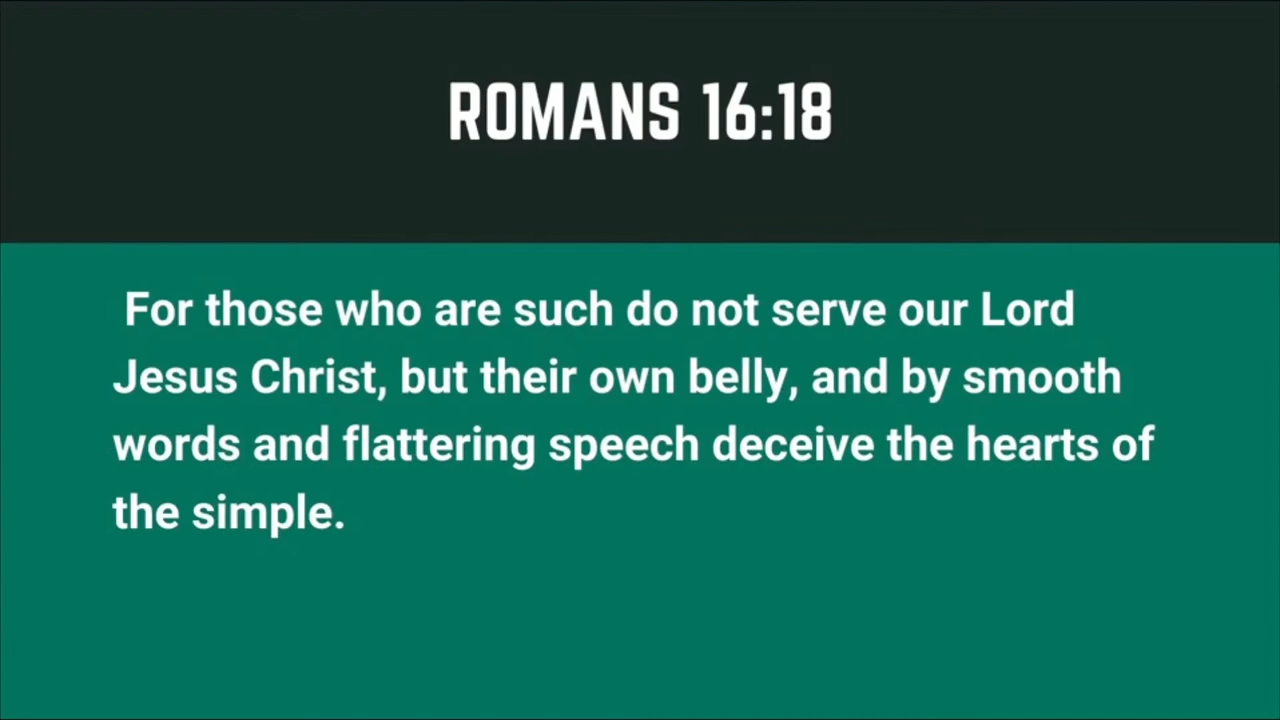 ROMANS 16:18
For those who are such do not serve our Lord
Jesus Christ, but their own belly, and by smooth
words and flattering speech deceive the hearts of
the simple.